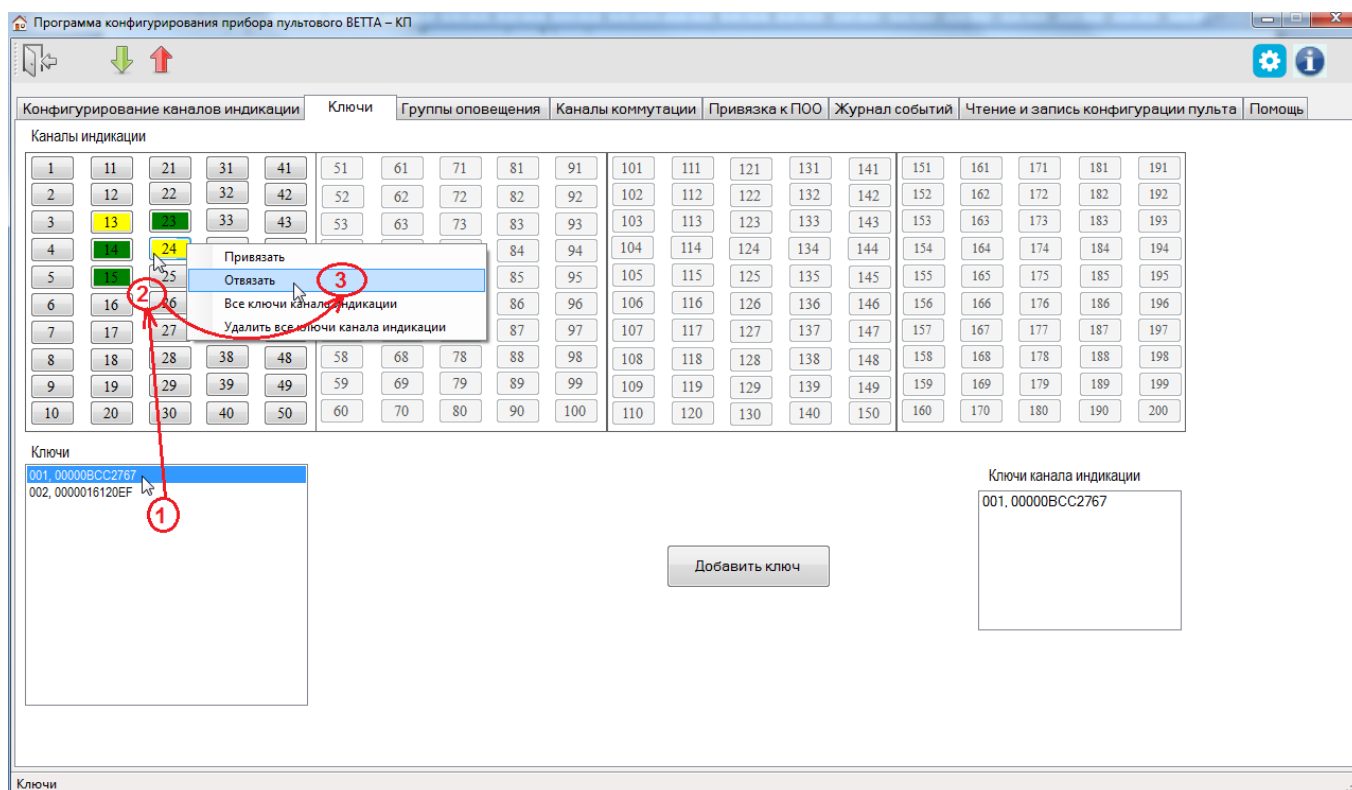 Программа конфигурирования прибора пультового ВЕТТА – КП
Конфигурирование каналов индикации Ключи Группы оповещения Каналы коммутации Привязка к ПОО Журнал событий Чтение и запись конфигурации пульта Помощь
Каналы индикации
1 11 21 31 41 51 61 71 81 91 101 111 121 131 141 151 161 171 181 191
2 12 22 32 42 52 62 72 82 92 102 112 122 132 142 152 162 172 182 192
3 13 23 33 43 53 63 73 83 93 103 113 123 133 143 153 163 173 183 193
4 14 24 84 94 104 114 124 134 144 154 164 174 184 194
Привязать
5 15 25 85 95 105 115 125 135 145 155 165 175 185 195
Отвязать 3
2
6 16 26 86 96 106 116 126 136 146 156 166 176 186 196
Все ключи канала индикации
7 17 27 87 97 107 117 127 137 147 157 167 177 187 197
Удалить все ключи канала индикации
8 18 28 38 48 58 68 78 88 98 108 118 128 138 148 158 168 178 188 198
9 19 29 39 49 59 69 79 89 99 109 119 129 139 149 159 169 179 189 199
10 20 30 40 50 60 70 80 90 100 110 120 130 140 150 160 170 180 190 200
Ключи
001, 00000BCC2767
002, 0000016120EF
1
Добавить ключ
Ключи канала индикации
001, 00000BCC2767
Ключи